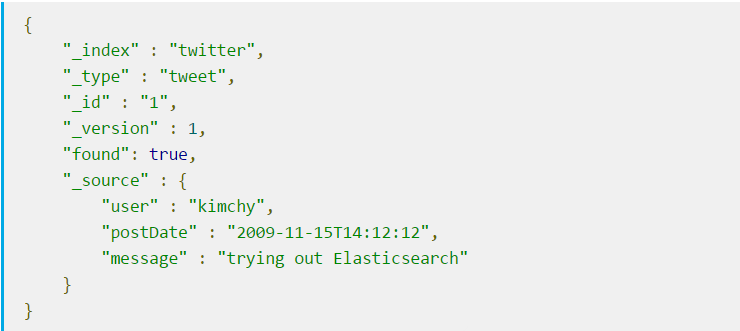 {
    "_index" : "twitter",
    "_type" : "tweet",
    "_id" : "1",
    "_version" : 1,
    "found": true,
    "_source" : {
        "user" : "kimchy",
        "postDate" : "2009-11-15T14:12:12",
        "message" : "trying out Elasticsearch"
    }
}